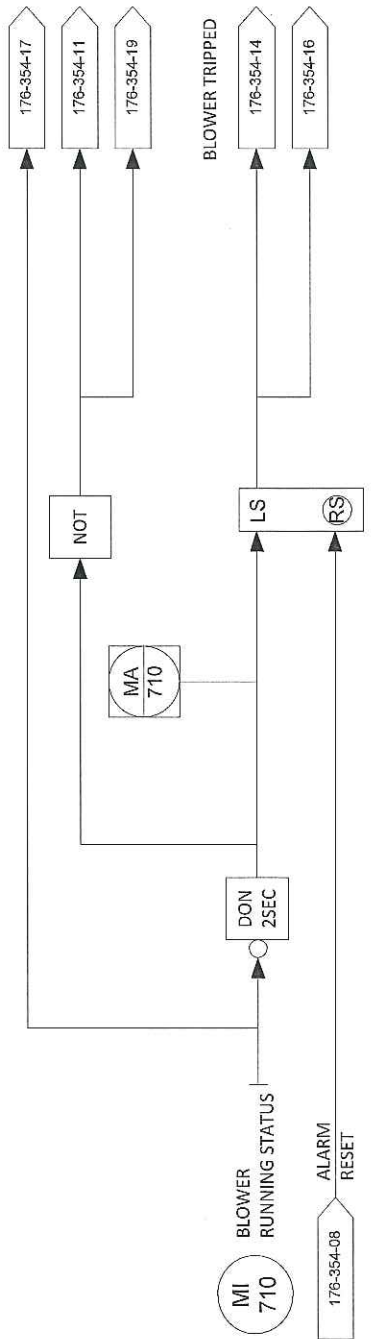 176-354-17
176-354-11
176-354-19
BLOWER TRIPPED
176-354-14
176-354-16
NOT
LS
RS
MA
710
DON
2SEC
MI
710
BLOWER
RUNNING STATUS
ALARM
RESET
176-354-08